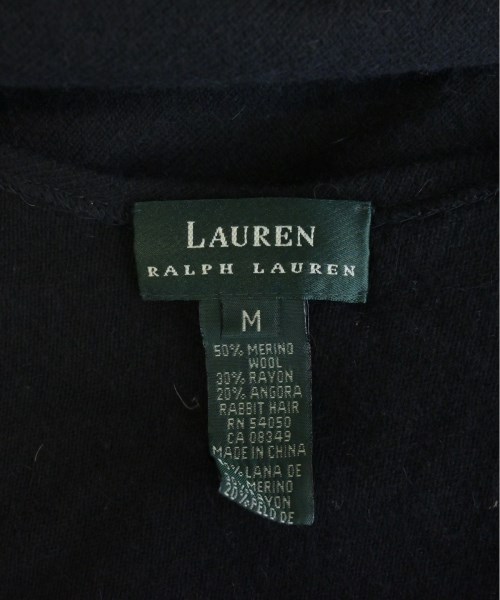 LAUREN
RALPH LAUREN
M
50% MERINO
WOOL
30% RAYON
20% ANGORA
RABBIT HAIR
RN 54050
CA 08349
MADE IN CHINA
LANA DE
MERINO
RAYON
20% PELO DE